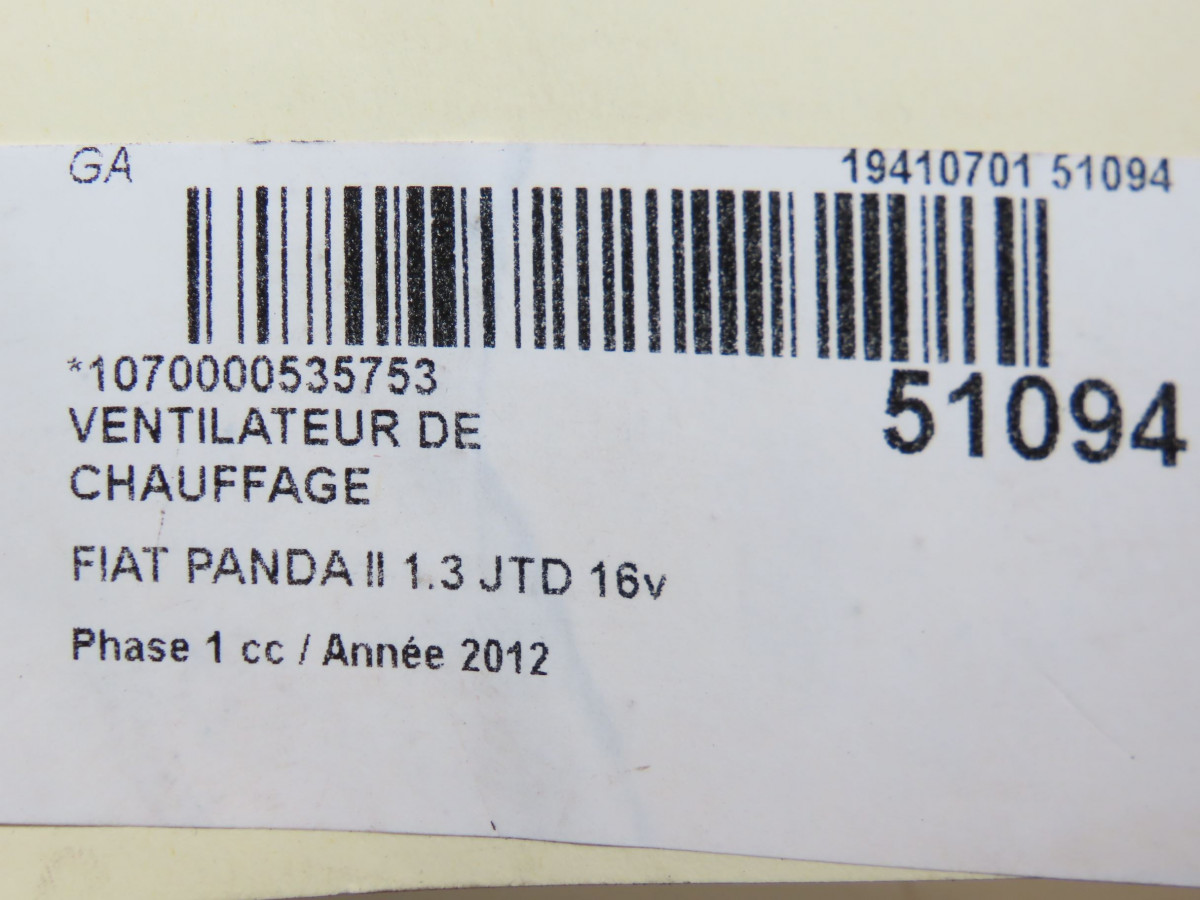 GA
19410701 51094
*1070000535753
51094
VENTILATEUR DE
CHAUFFAGE
FIAT PANDA II 1.3 JTD 16v
Phase 1 cc / Année 2012